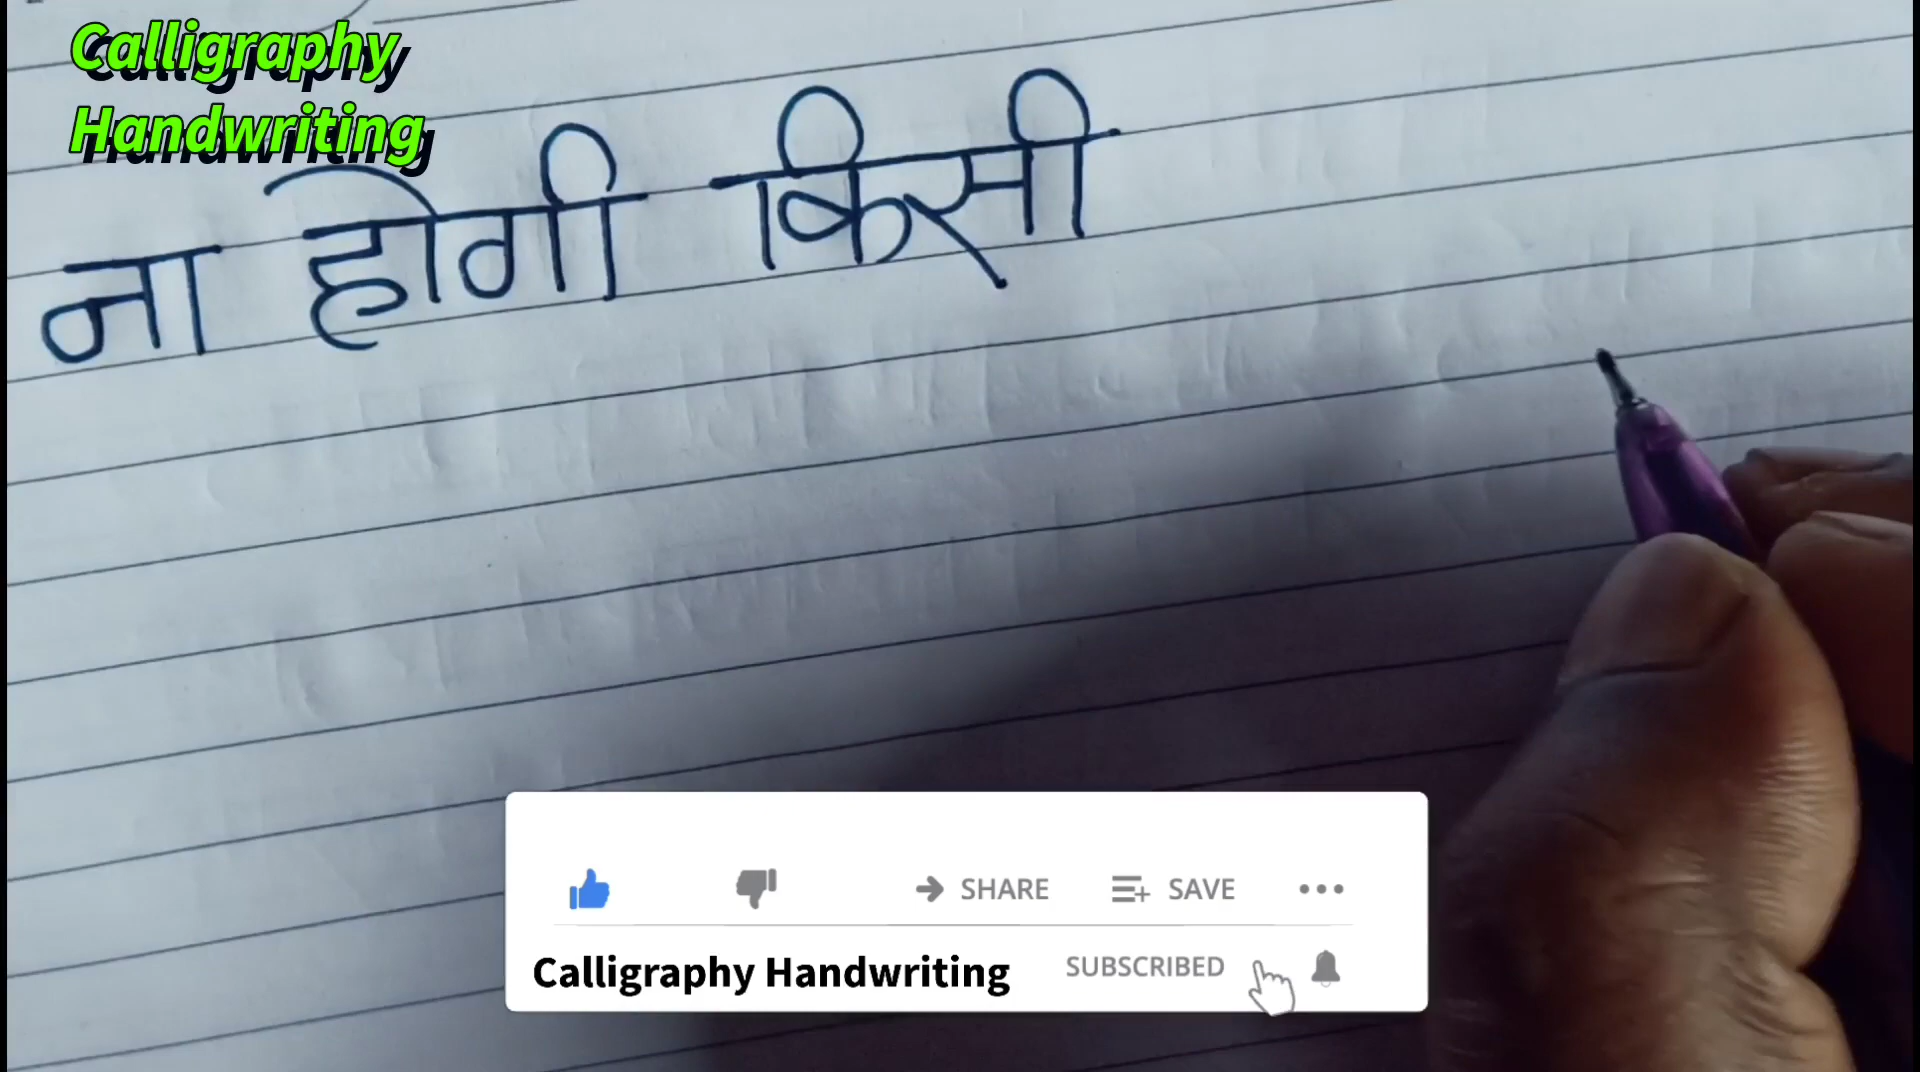 Calligraphy
Handwriting
ना होगी किसी
SHARE SAVE
Calligraphy Handwriting SUBSCRIBED